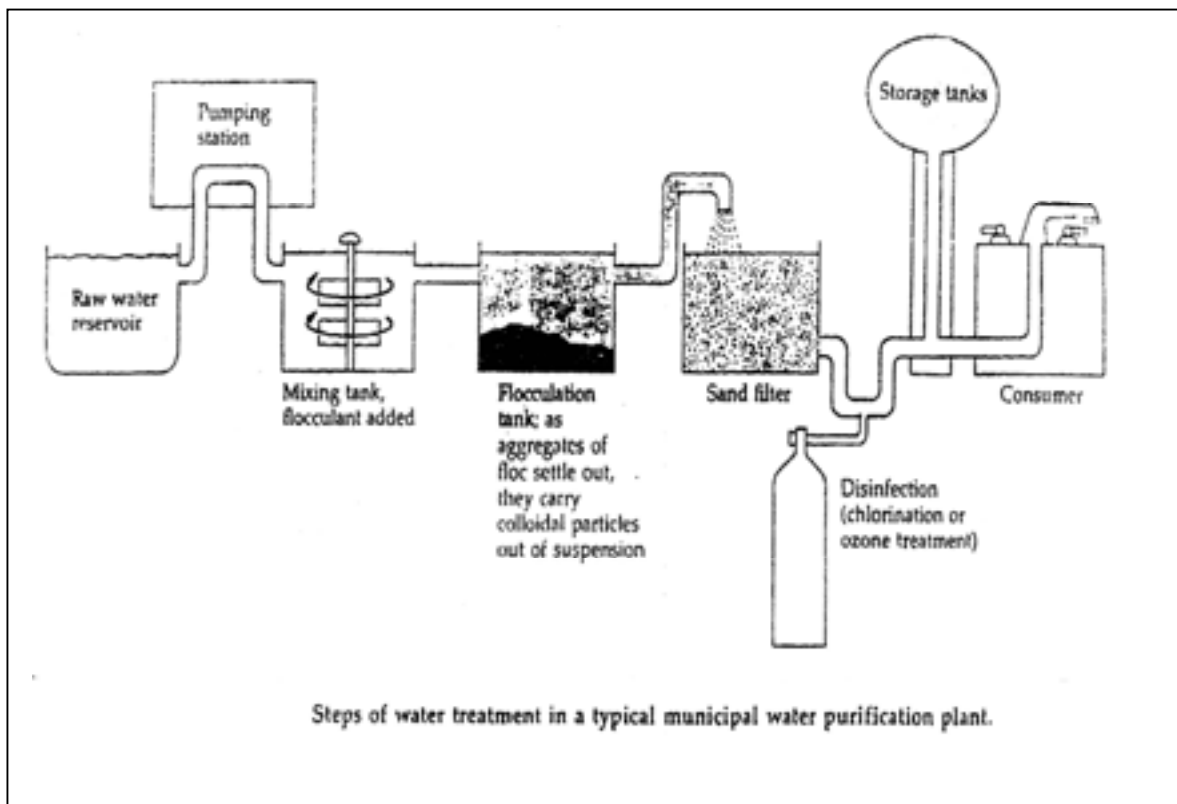 Pumping
station
Storage tanks
Raw water
reservoir
Mixing tank,
flocculant added
Flocculation
tank; as
aggregates of
floc settle out,
they carry
colloidal particles
out of suspension
Sand filter
Consumer
Disinfection
(chlorination or
ozone treatment)
Steps of water treatment in a typical municipal water purification plant.